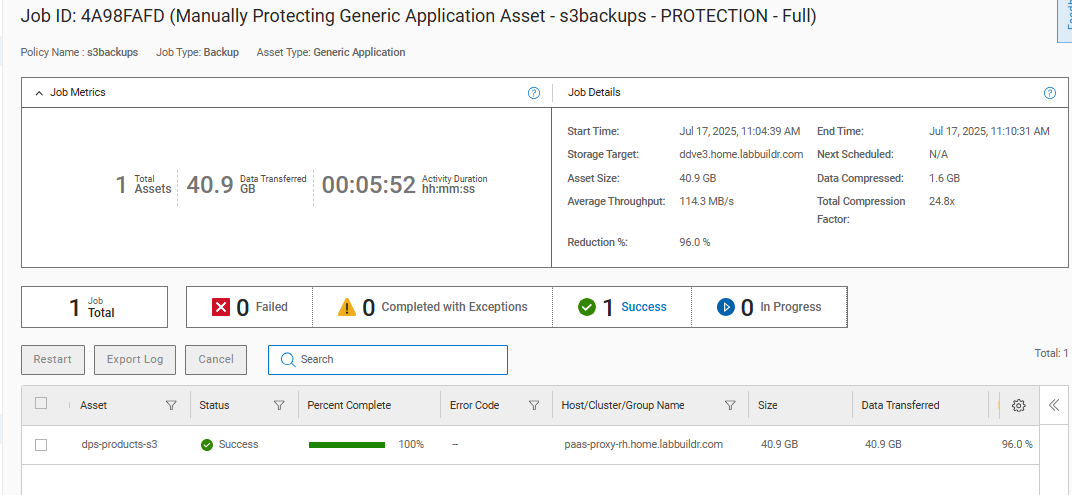 Job ID: 4A98FAFD (Manually Protecting Generic Application Asset - s3backups - PROTECTION - Full)
Policy Name : s3backups Job Type: Backup Asset Type: Generic Application
Job Metrics
Job Details
1 Total Assets
40.9 Data Transferred GB
00:05:52 Activity Duration hh:mm:ss
Start Time: Jul 17, 2025, 11:04:39 AM End Time: Jul 17, 2025, 11:10:31 AM
Storage Target: ddve3.home.labbuildr.com Next Scheduled: N/A
Asset Size: 40.9 GB Data Compressed: 1.6 GB
Average Throughput: 114.3 MB/s Total Compression Factor: 24.8x
Reduction %: 96.0 %
1 Job Total
0 Failed
0 Completed with Exceptions
1 Success
0 In Progress
Restart Export Log Cancel Search Total: 1
Asset Status Percent Complete Error Code Host/Cluster/Group Name Size Data Transferred
dps-products-s3 Success 100% – paas-proxy-rh.home.labbuildr.com 40.9 GB 40.9 GB 96.0 %